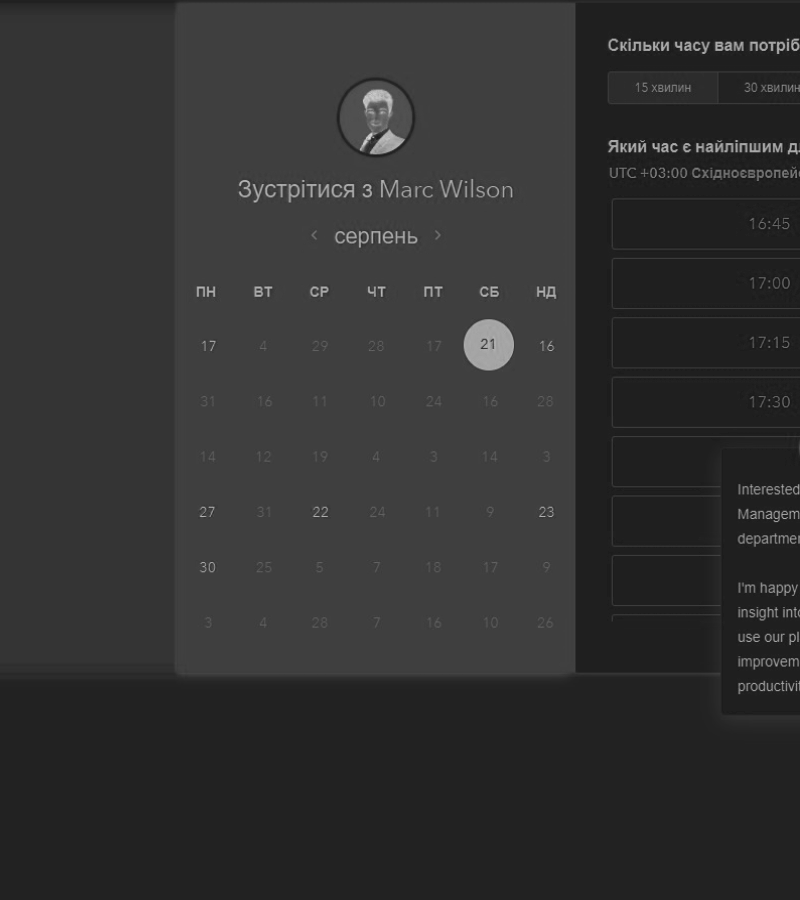 Зустрітися з Marc Wilson
серпень
ПН ВТ СР ЧТ ПТ СБ НД
17 4 29 28 17 21 16
31 16 11 10 24 16 28
14 12 19 4 3 14 3
27 31 22 24 11 9 23
30 25 5 7 18 17 9
3 4 28 7 16 10 26
Скільки часу вам потріб
15 хвилин 30 хвилин
Який час є найліпшим д
UTC +03:00 Східноєвропей
16:45
17:00
17:15
17:30
Interested
Managem
departmer
I'm happy
insight into
use our pl
improvem
productivit